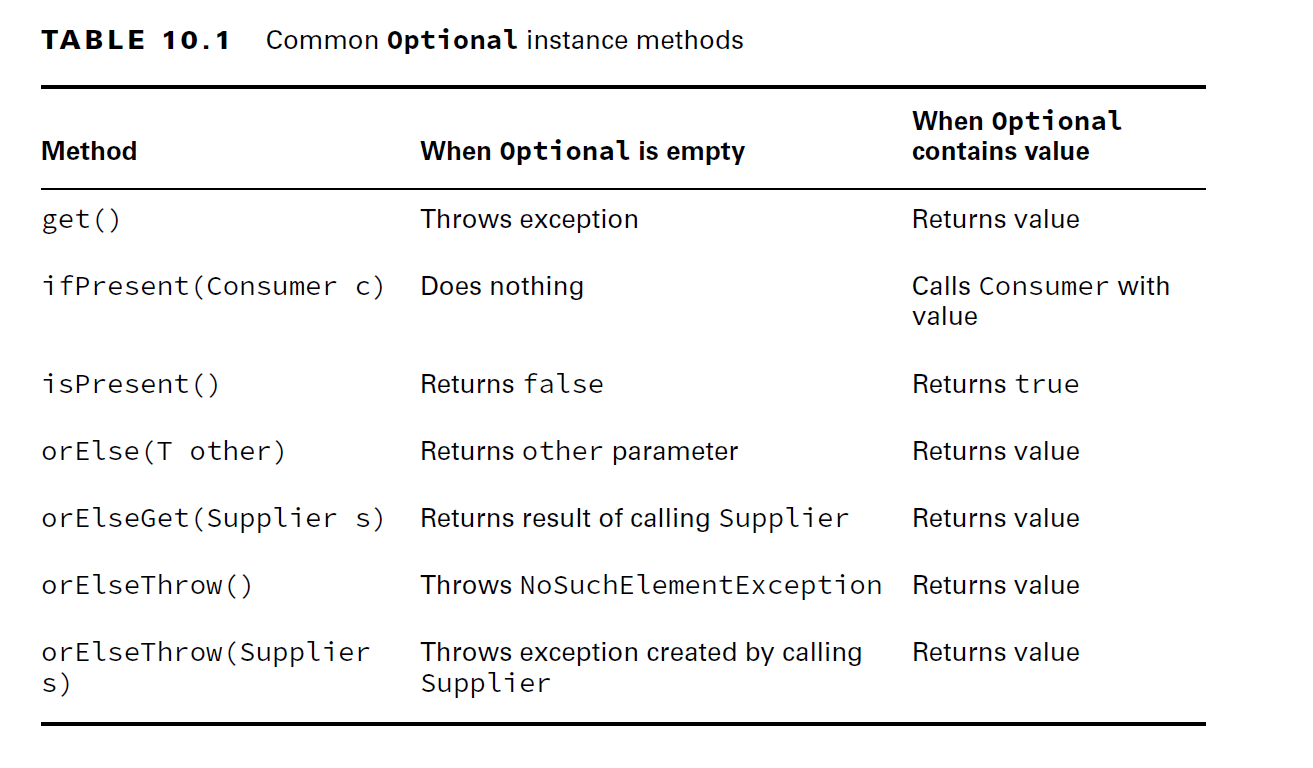 TABLE 10.1 Common Optional instance methods
Method When Optional is empty When Optional contains value
get() Throws exception Returns value
ifPresent(Consumer c) Does nothing Calls Consumer with value
isPresent() Returns false Returns true
orElse(T other) Returns other parameter Returns value
orElseGet(Supplier s) Returns result of calling Supplier Returns value
orElseThrow() Throws NoSuchElementException Returns value
orElseThrow(Supplier s) Throws exception created by calling Supplier Returns value